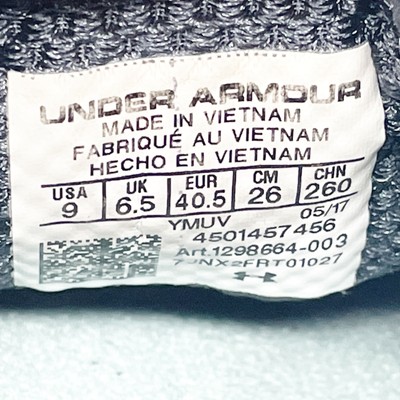 UNDER ARMOUR
MADE IN VIETNAM
FABRIQUÉ AU VIETNAM
HECHO EN VIETNAM
USA UK EUR CM CHN
9 6.5 40.5 26 260
05/17
YMUV
4501457456
Art.1298664-003